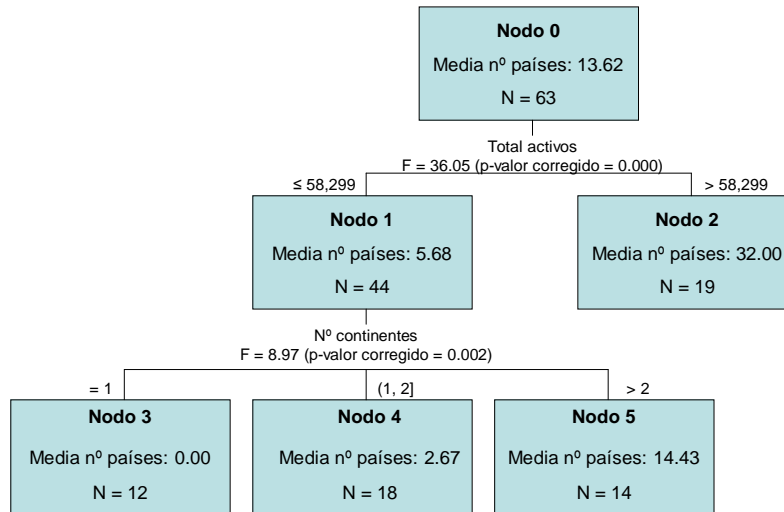 Nodo 0
Media nº países: 13.62
N = 63
Total activos
F = 36.05 (p-valor corregido = 0.000)
≤ 58,299
> 58,299
Nodo 1
Media nº países: 5.68
N = 44
Nodo 2
Media nº países: 32.00
N = 19
Nº continentes
F = 8.97 (p-valor corregido = 0.002)
= 1
(1, 2]
> 2
Nodo 3
Media nº países: 0.00
N = 12
Nodo 4
Media nº países: 2.67
N = 18
Nodo 5
Media nº países: 14.43
N = 14